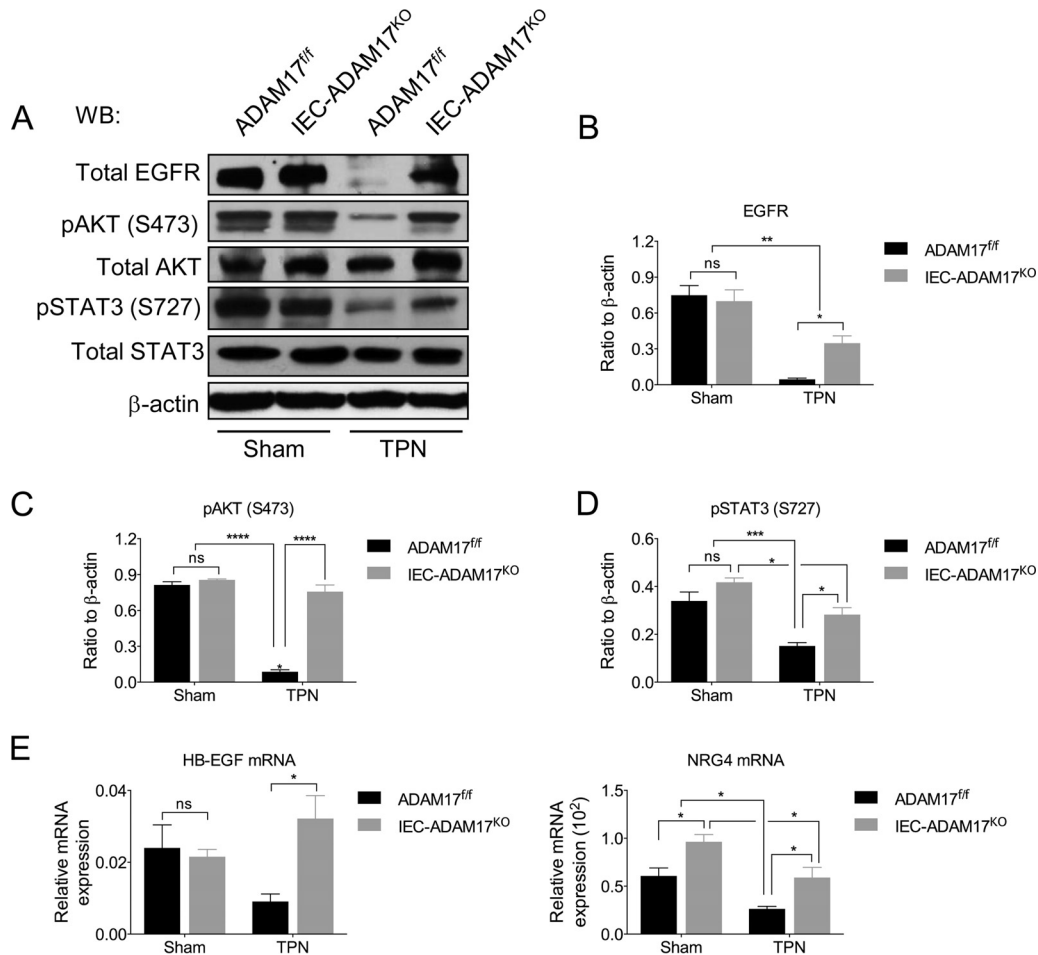 A
WB:
ADAM17f/f
IEC-ADAM17KO
ADAM17f/f
IEC-ADAM17KO
Total EGFR
pAKT (S473)
Total AKT
pSTAT3 (S727)
Total STAT3
β-actin
Sham
TPN
B
EGFR
Ratio to β-actin
1.2
0.9
0.6
0.3
0.0
ns
**
*
Sham
TPN
ADAM17f/f
IEC-ADAM17KO
C
pAKT (S473)
Ratio to β-actin
1.2
0.9
0.6
0.3
0.0
ns
****
****
*
Sham
TPN
ADAM17f/f
IEC-ADAM17KO
D
pSTAT3 (S727)
Ratio to β-actin
0.6
0.4
0.2
0.0
ns
***
*
*
Sham
TPN
ADAM17f/f
IEC-ADAM17KO
E
HB-EGF mRNA
Relative mRNA
expression
0.04
0.02
0.00
ns
*
Sham
TPN
ADAM17f/f
IEC-ADAM17KO
NRG4 mRNA
Relative mRNA
expression (10²)
1.5
1.0
0.5
0.0
*
*
*
*
Sham
TPN
ADAM17f/f
IEC-ADAM17KO